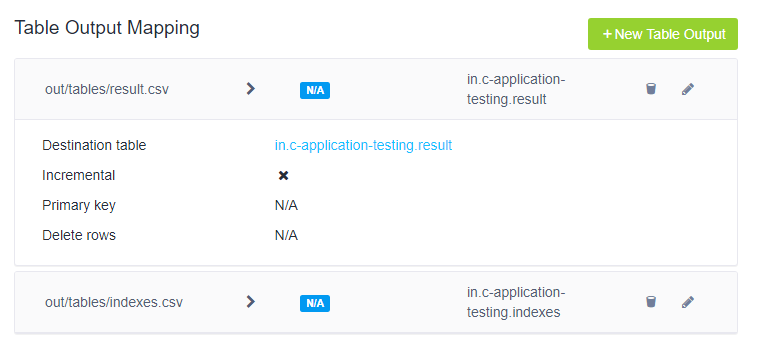 Table Output Mapping
+ New Table Output
out/tables/result.csv
N/A
in.c-application-
testing.result
Destination table
in.c-application-testing.result
Incremental
Primary key
N/A
Delete rows
N/A
out/tables/indexes.csv
N/A
in.c-application-
testing.indexes